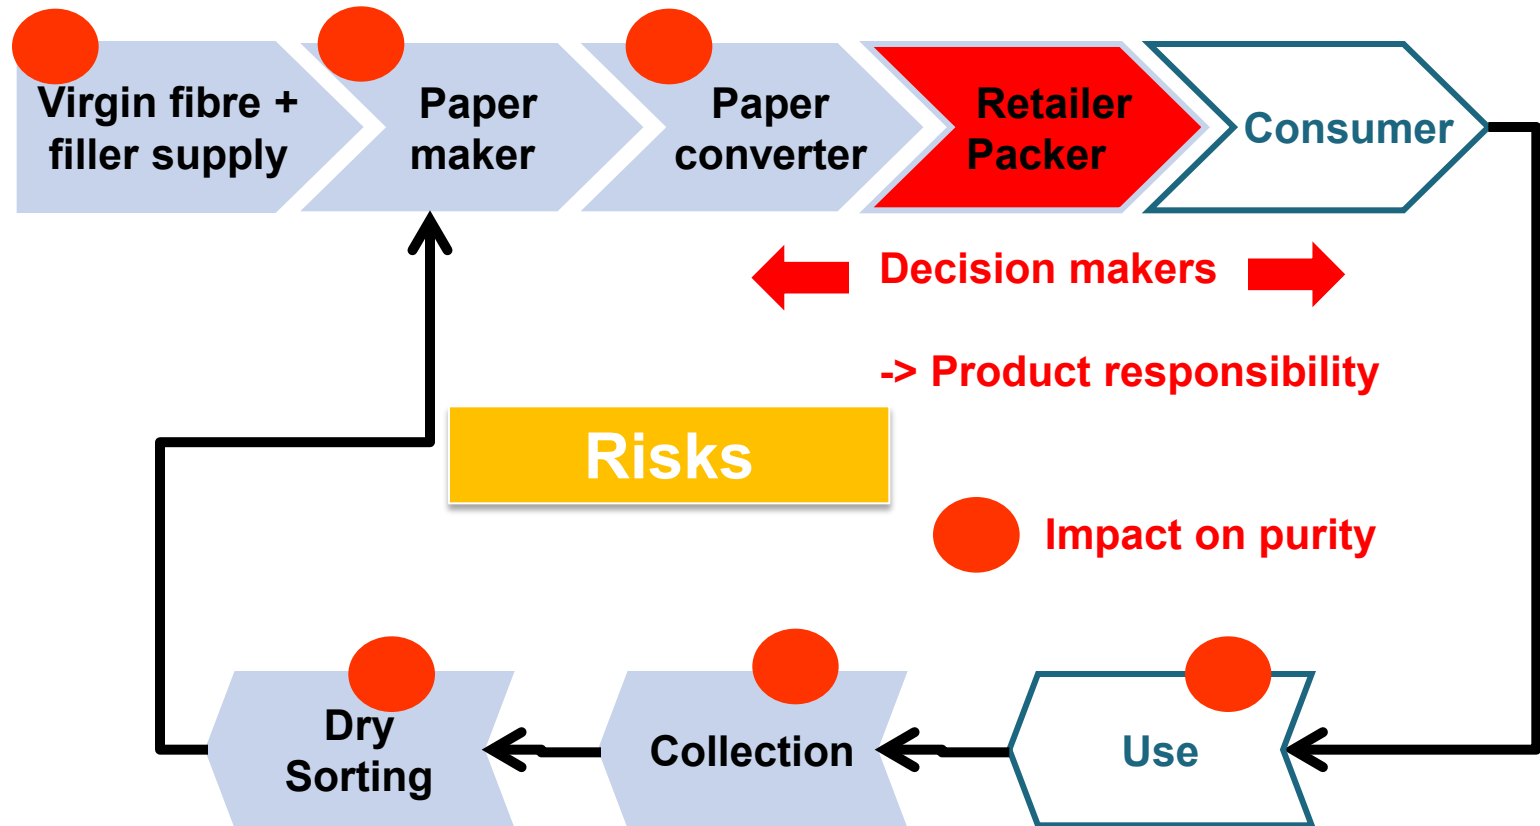 Virgin fibre +
filler supply
Paper
maker
Paper
converter
Retailer
Packer
Consumer
Decision makers
-> Product responsibility
Risks
Impact on purity
Dry
Sorting
Collection
Use